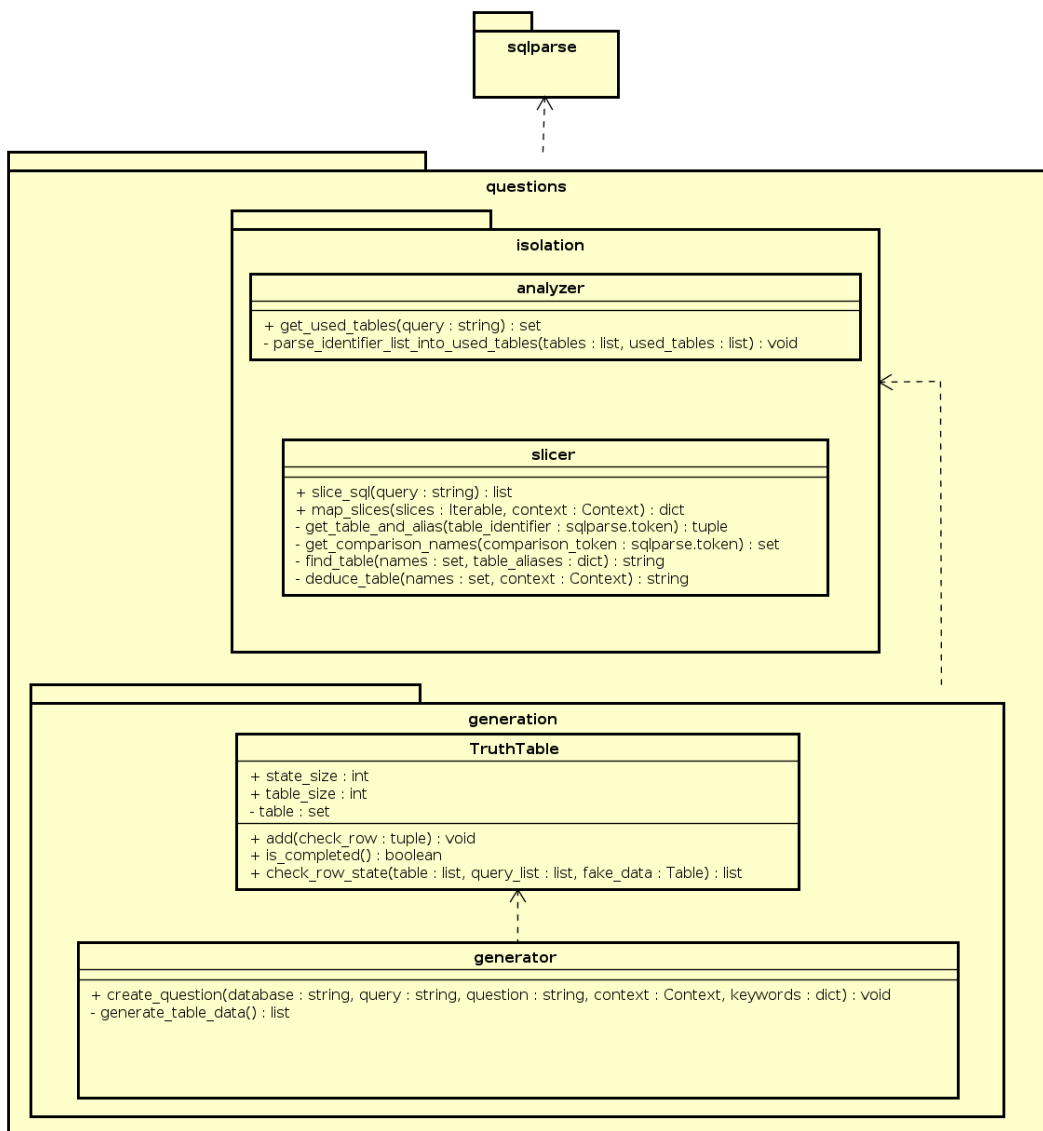 sqlparse
questions
isolation
analyzer
+ get_used_tables(query : string) : set
- parse_identifier_list_into_used_tables(tables : list, used_tables : list) : void
slicer
+ slice_sql(query : string) : list
+ map_slices(slices : Iterable, context : Context) : dict
- get_table_and_alias(table_identifier : sqlparse.token) : tuple
- get_comparison_names(comparison_token : sqlparse.token) : set
- find_table(names : set, table_aliases : dict) : string
- deduce_table(names : set, context : Context) : string
generation
TruthTable
+ state_size : int
+ table_size : int
- table : set
+ add(check_row : tuple) : void
+ is_completed() : boolean
+ check_row_state(table : list, query_list : list, fake_data : Table) : list
generator
+ create_question(database : string, query : string, question : string, context : Context, keywords : dict) : void
- generate_table_data() : list